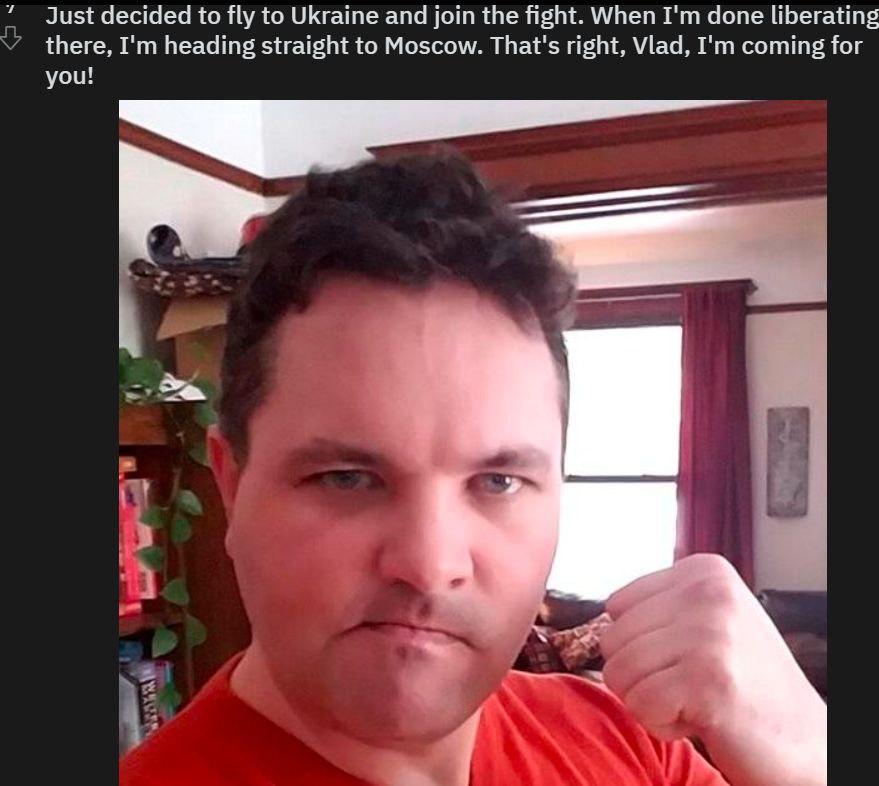 Just decided to fly to Ukraine and join the fight. When I'm done liberating
there, I'm heading straight to Moscow. That's right, Vlad, I'm coming for
you!